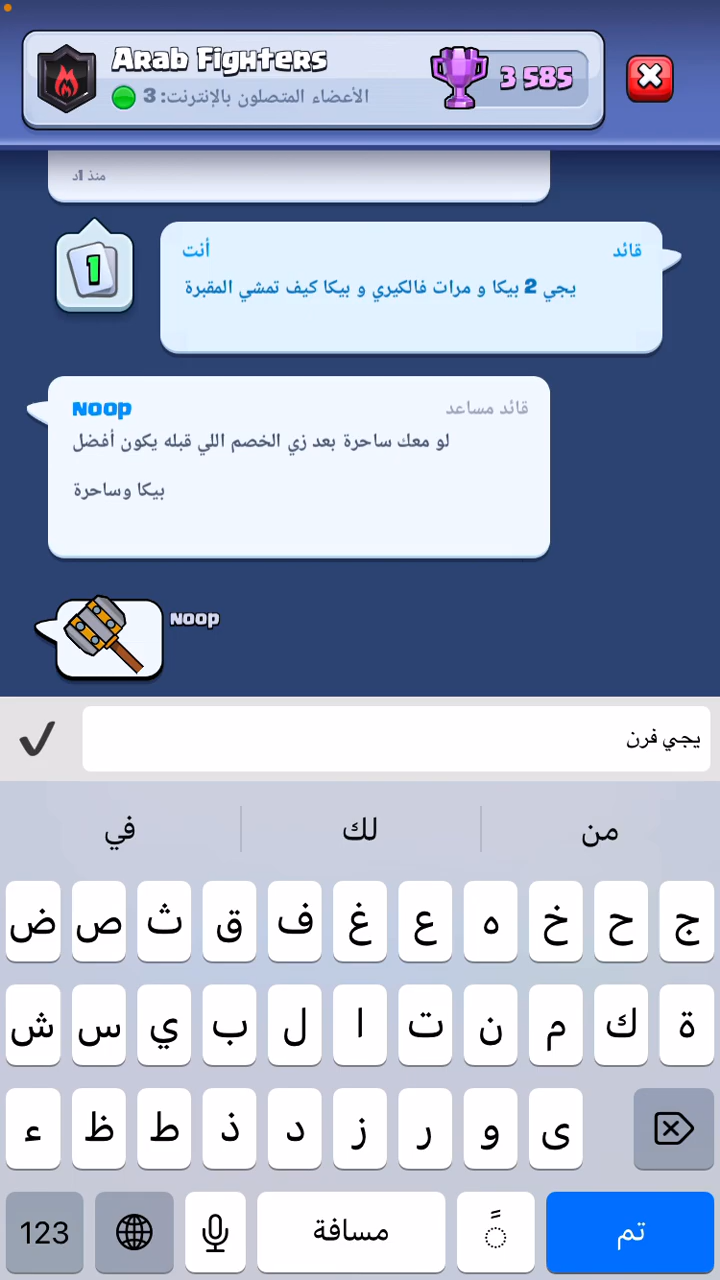 Arab Fighters
3 585
الأعضاء المتصلون بالإنترنت: 3
منذ 1د
أنت
قائد
1
يجي 2 بيكا و مرات فالكيري و بيكا كيف تمشي المقبرة
Noop
قائد مساعد
لو معك ساحرة بعد زي الخصم اللي قبله يكون أفضل
بيكا وساحرة
Noop
يجي فرن
من لك في
ج ح خ ه ع غ ف ق ث ص ض
ة ك م ن ت ا ل ب ي س ش
ى و ر ز د ذ ط ظ ء
123 مسافة تم